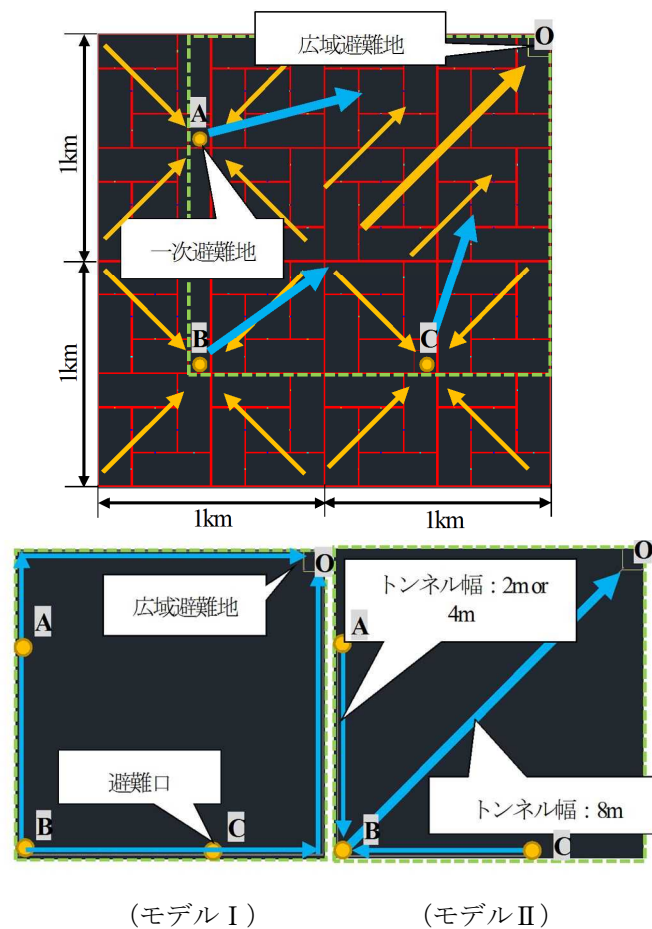 広域避難地
O
A
1km
一次避難地
B
C
1km
1km
1km
O
広域避難地
A
避難口
B
C
O
トンネル幅：2m or
4m
A
トンネル幅：8m
B
C
（モデルⅠ）
（モデルⅡ）